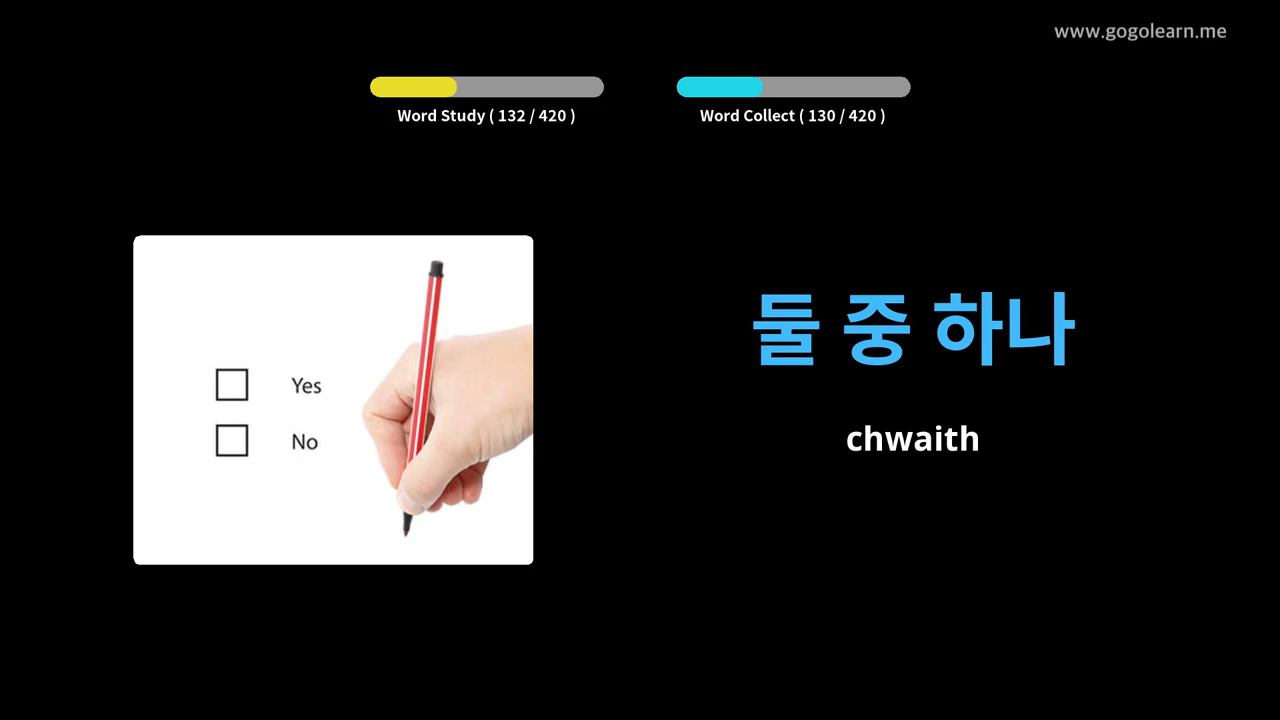 www.gogolearn.me
Word Study ( 132 / 420 )
Word Collect ( 130 / 420 )
Yes
No
둘 중 하나
chwaith